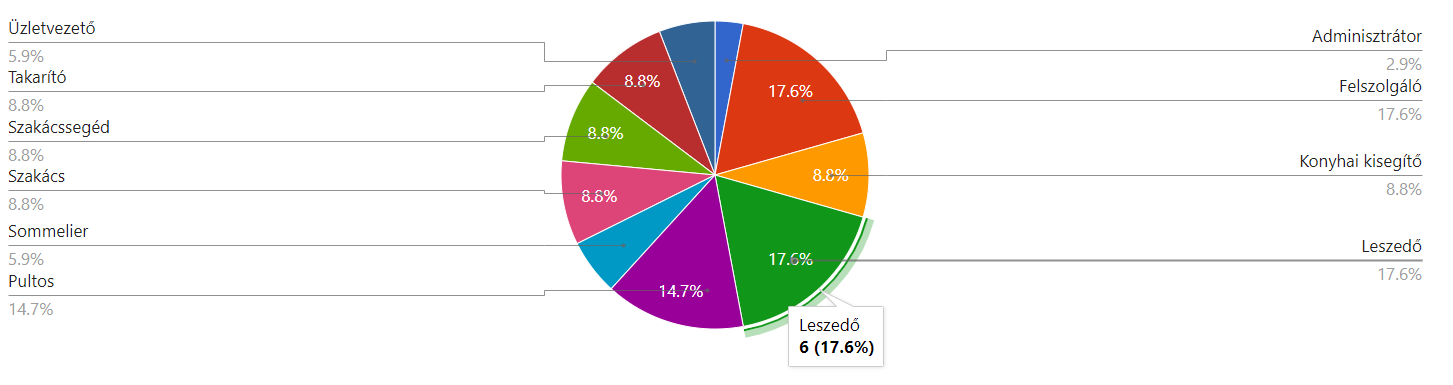 Üzletvezető
5.9%
Takarító
8.8%
Szakácssegéd
8.8%
Szakács
8.8%
Sommelier
5.9%
Pultos
14.7%
8.8%
17.6%
8.8%
8.8%
8.8%
17.6%
14.7%
Leszedő
6 (17.6%)
Adminisztrátor
2.9%
Felszolgáló
17.6%
Konyhai kisegítő
8.8%
Leszedő
17.6%